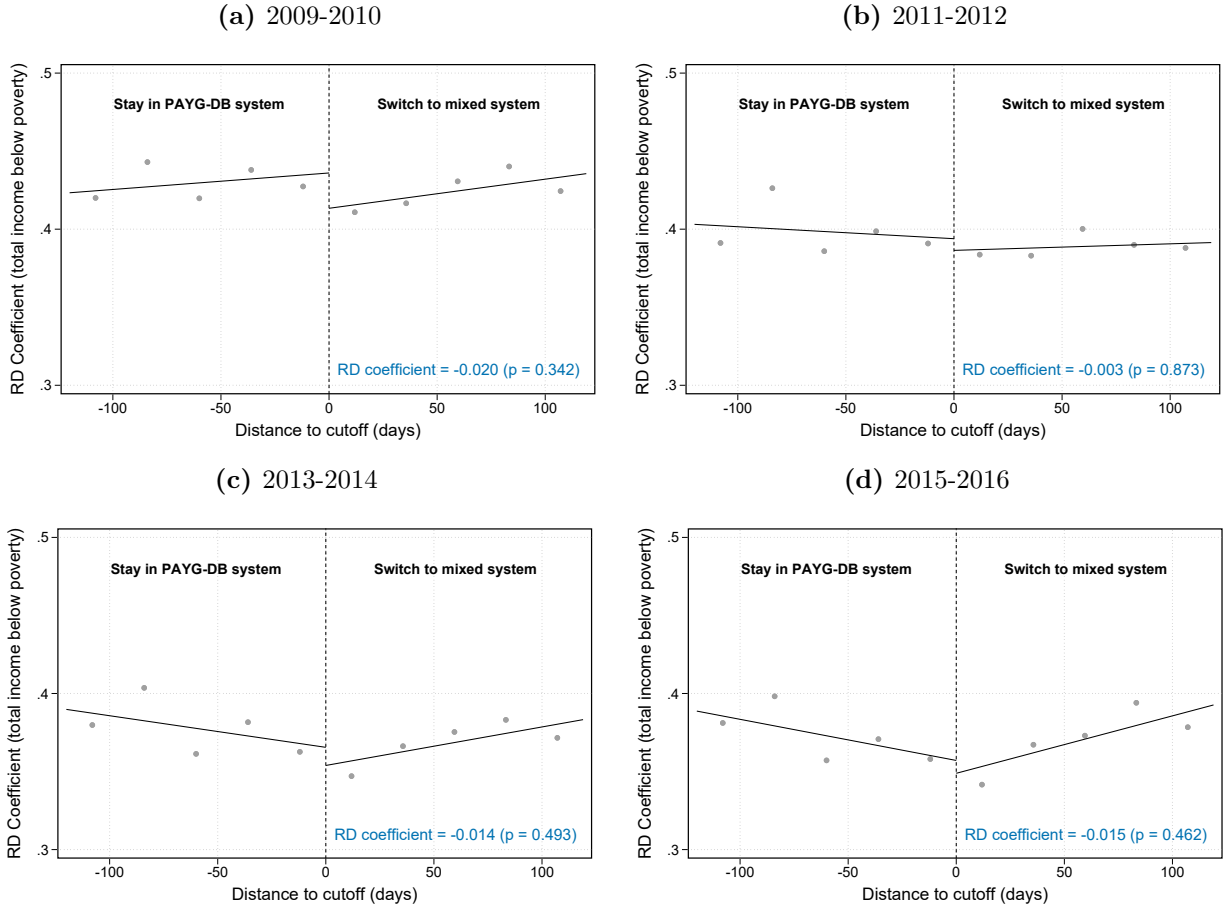 (a) 2009-2010
RD Coefficient (total income below poverty)
.5
.4
.3
Stay in PAYG-DB system
Switch to mixed system
RD coefficient = -0.020 (p = 0.342)
-100 -50 0 50 100
Distance to cutoff (days)
(b) 2011-2012
RD Coefficient (total income below poverty)
.5
.4
.3
Stay in PAYG-DB system
Switch to mixed system
RD coefficient = -0.003 (p = 0.873)
-100 -50 0 50 100
Distance to cutoff (days)
(c) 2013-2014
RD Coefficient (total income below poverty)
.5
.4
.3
Stay in PAYG-DB system
Switch to mixed system
RD coefficient = -0.014 (p = 0.493)
-100 -50 0 50 100
Distance to cutoff (days)
(d) 2015-2016
RD Coefficient (total income below poverty)
.5
.4
.3
Stay in PAYG-DB system
Switch to mixed system
RD coefficient = -0.015 (p = 0.462)
-100 -50 0 50 100
Distance to cutoff (days)